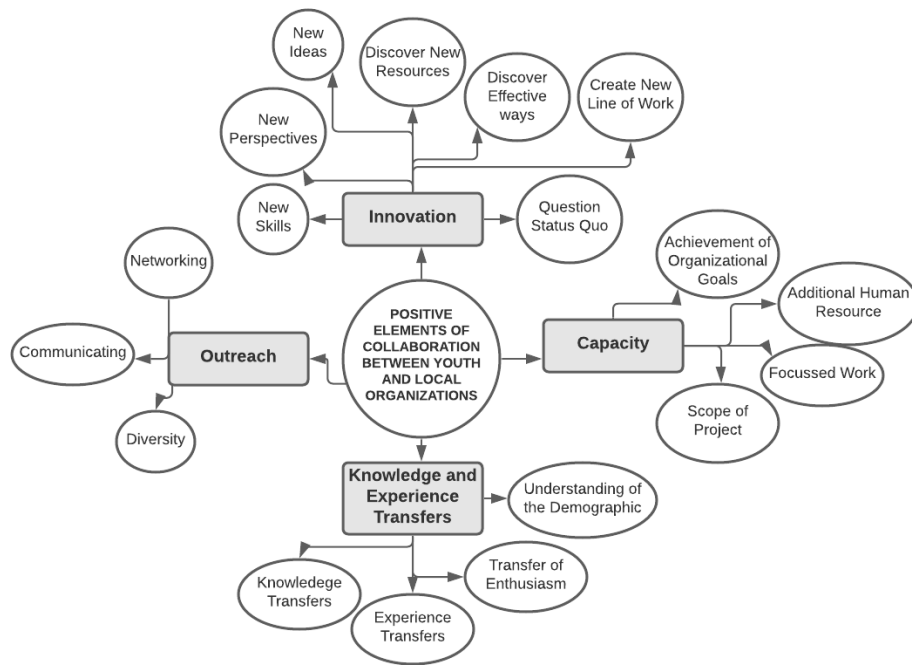 New
Ideas
Discover New
Resources
Discover
Effective
ways
Create New
Line of Work
New
Perspectives
New
Skills
Innovation
Question
Status Quo
Networking
Communicating
Outreach
Diversity
POSITIVE
ELEMENTS OF
COLLABORATION
BETWEEN YOUTH
AND LOCAL
ORGANIZATIONS
Achievement of
Organizational
Goals
Additional Human
Resource
Capacity
Focussed Work
Scope of
Project
Knowledge and
Experience
Transfers
Understanding of
the Demographic
Knowledege
Transfers
Experience
Transfers
Transfer of
Enthusiasm